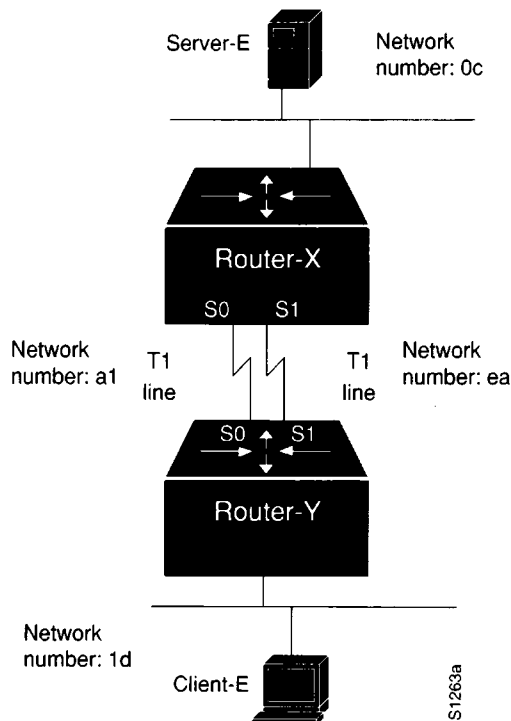 Server-E
Network
number: 0c
Router-X
S0 S1
Network
number: a1
T1
line
T1
line
Network
number: ea
S0 S1
Router-Y
Network
number: 1d
Client-E
S1263a